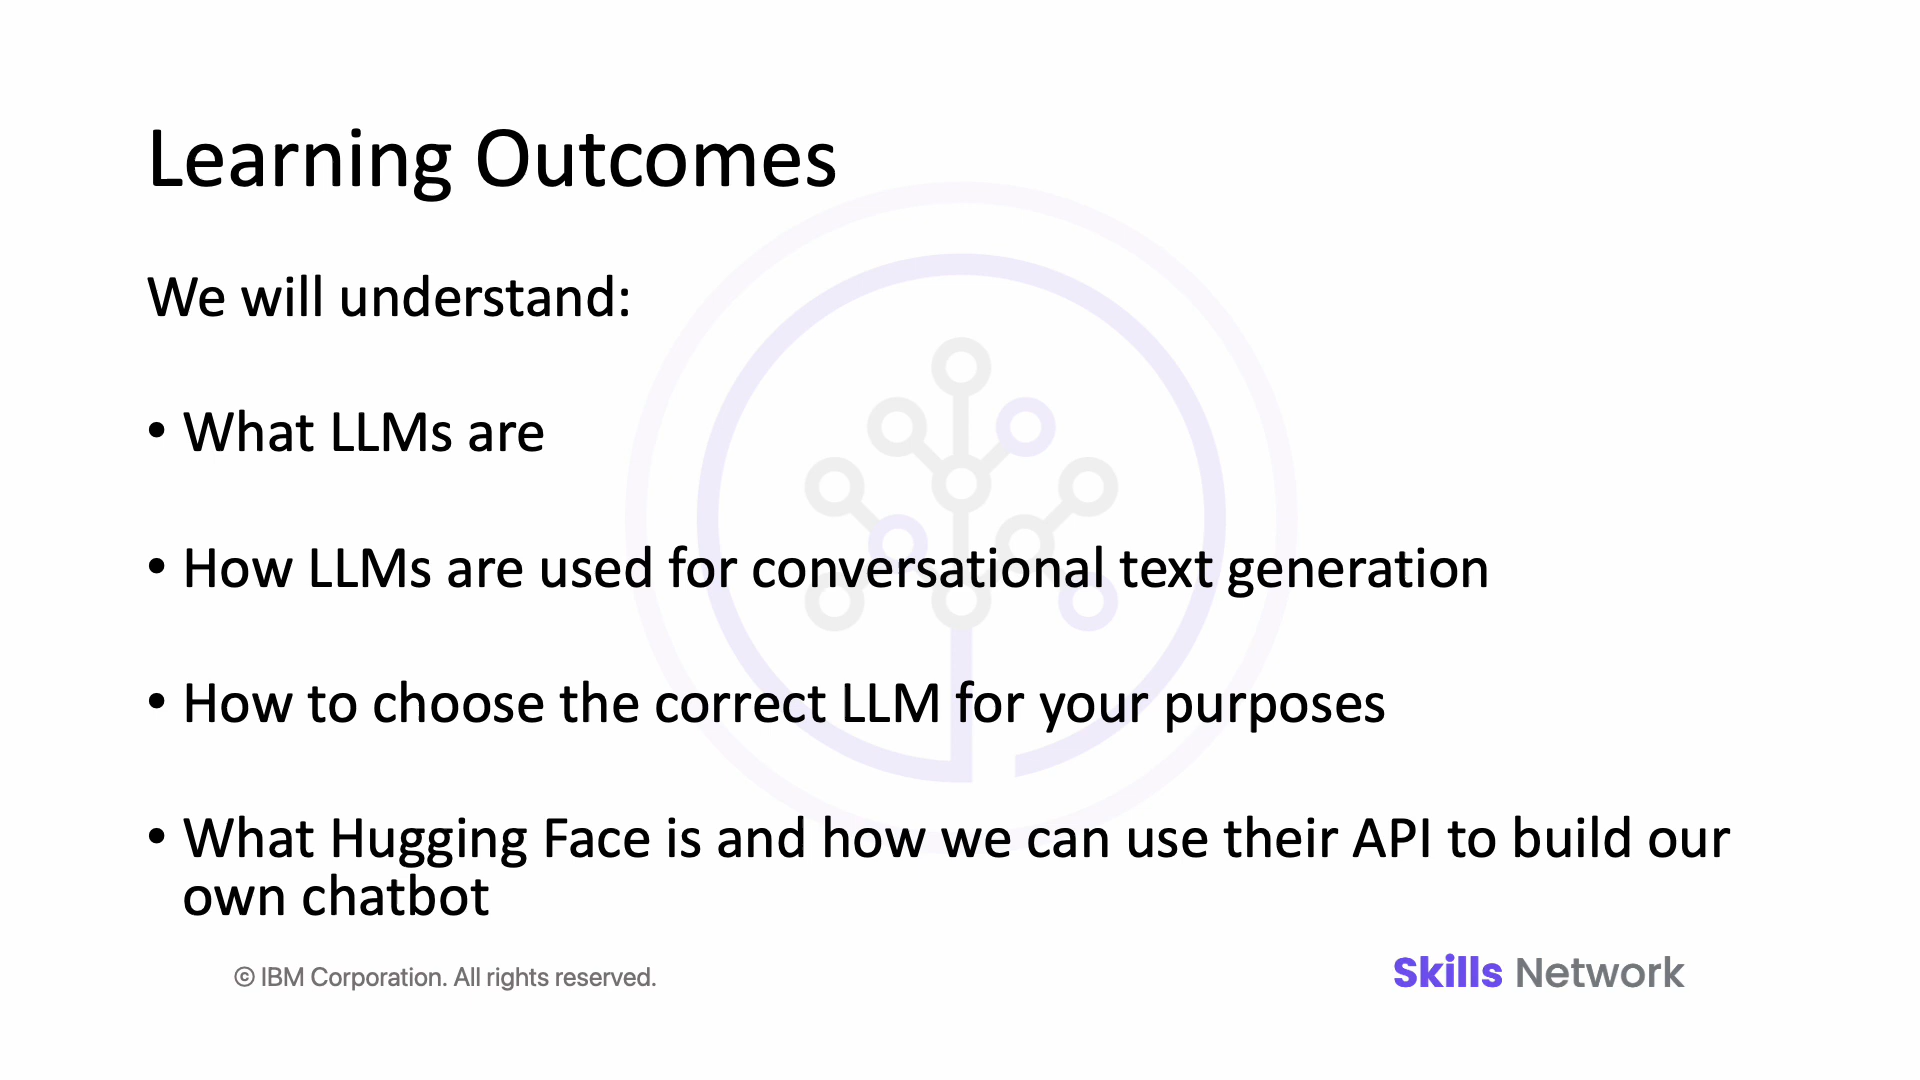 Learning Outcomes
We will understand:
• What LLMs are
• How LLMs are used for conversational text generation
• How to choose the correct LLM for your purposes
• What Hugging Face is and how we can use their API to build our
own chatbot
© IBM Corporation. All rights reserved.
Skills Network